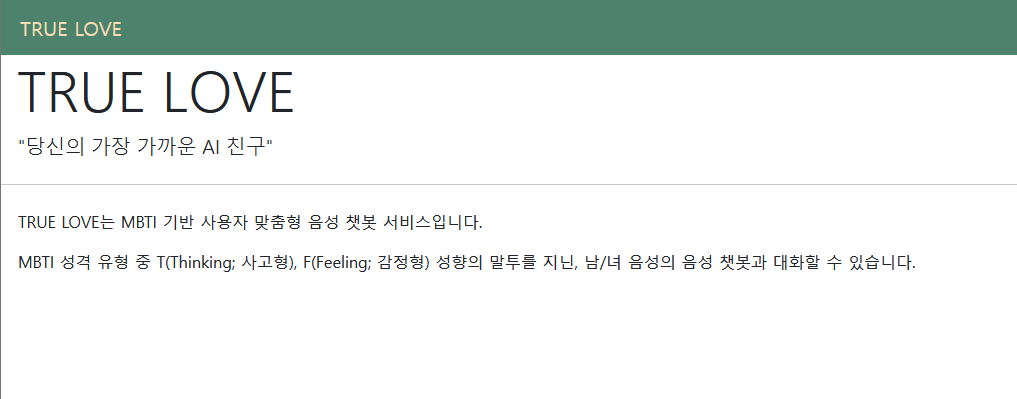 TRUE LOVE
TRUE LOVE
"당신의 가장 가까운 AI 친구"
TRUE LOVE는 MBTI 기반 사용자 맞춤형 음성 챗봇 서비스입니다.
MBTI 성격 유형 중 T(Thinking; 사고형), F(Feeling; 감정형) 성향의 말투를 지닌, 남/녀 음성의 음성 챗봇과 대화할 수 있습니다.